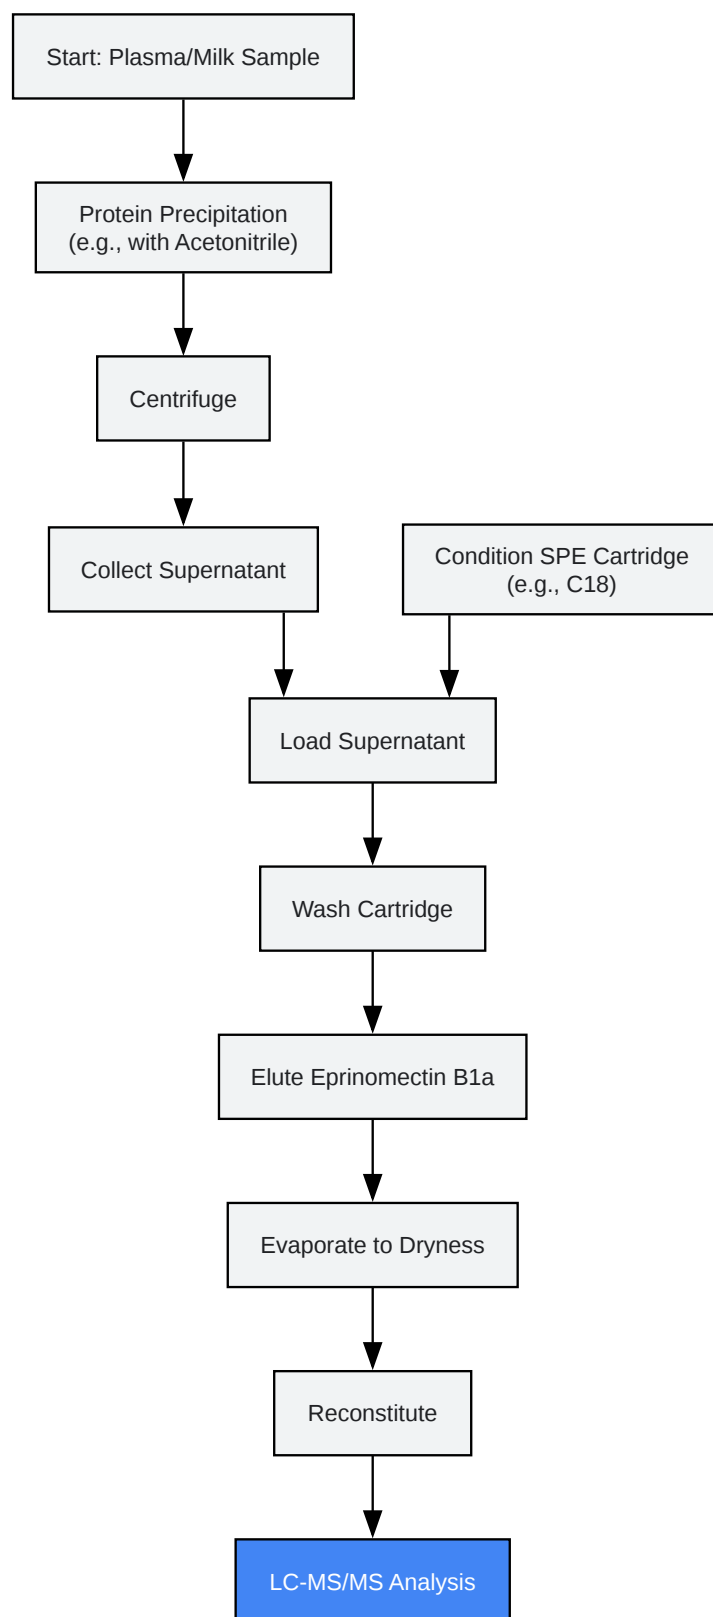 Start: Plasma/Milk Sample
Protein Precipitation
(e.g., with Acetonitrile)
Centrifuge
Collect Supernatant
Condition SPE Cartridge
(e.g., C18)
Load Supernatant
Wash Cartridge
Elute Eprinomectin B1a
Evaporate to Dryness
Reconstitute
LC-MS/MS Analysis